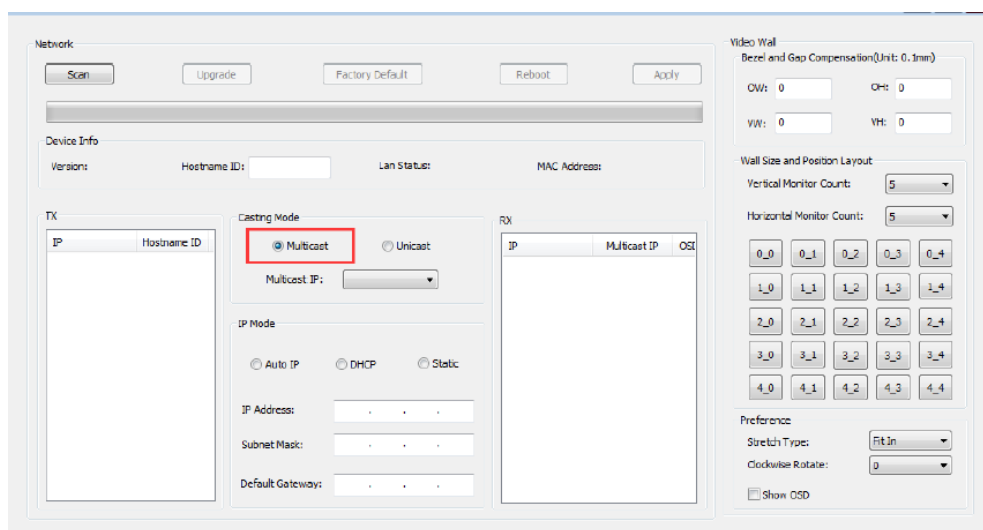 Network
Scan Upgrade Factory Default Reboot Apply
Device Info
Version: Hostname ID: Lan Status: MAC Address:
TX
IP Hostname ID
Casting Mode
Multicast Unicast
Multicast IP:
IP Mode
Auto IP DHCP Static
IP Address: . . .
Subnet Mask: . . .
Default Gateway: . . .
RX
IP Multicast IP OSI
Video Wall
Bezel and Gap Compensation(Unit: 0.1mm)
OW: 0 OH: 0
VW: 0 VH: 0
Wall Size and Position Layout
Vertical Monitor Count: 5
Horizontal Monitor Count: 5
0_0 0_1 0_2 0_3 0_4
1_0 1_1 1_2 1_3 1_4
2_0 2_1 2_2 2_3 2_4
3_0 3_1 3_2 3_3 3_4
4_0 4_1 4_2 4_3 4_4
Preference
Stretch Type: Fit In
Clockwise Rotate: 0
Show OSD